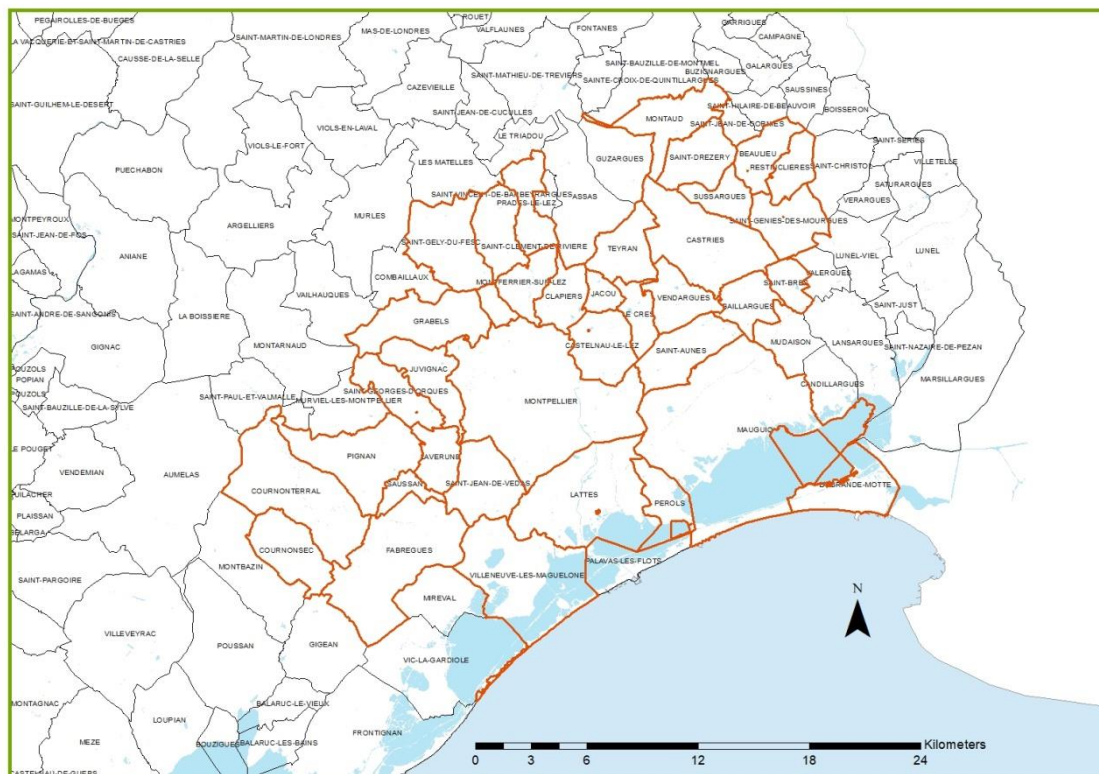 PEGAIROLLES-DE-BUEGES
ROUET
GARRIGUES
MAS-DE-LONDRES
VALFLAUNES
FONTANES
CAMPAGNE
LA VACQUERIE-ET-SAINT-MARTIN-DE-CASTRIES
SAINT-MARTIN-DE-LONDRES
CAUSSE-DE-LA-SELLE
SAINT-BAUZILLE-DE-MONTMEL
GALARGUES
BUZIGNARGUES
SAINT-MATHIEU-DE-TREVIERS
SAINTE-CROIX-DE-QUINTILLARGUES
CAZEVIEILLE
SAUSSINES
SAINT-GUILHEM-LE-DESERT
SAINT-HILAIRE-DE-BEAUVOIR
BOISSERON
SAINT-JEAN-DE-CUCULLES
MONTAUD
SAINT-JEAN-DE-CORNIES
VIOLS-EN-LAVAL
LE TRIADOU
SAINT-SERIES
VIOLS-LE-FORT
GUZARGUES
SAINT-DREZERY
BEAULIEU
LES MATELLES
RESTINCLIERES
SAINT-CHRISTOL
VILLETELLE
PUECHABON
SATURARGUES
SAINT-VINCENT-DE-BARBEYRARGUES
ASSAS
SUSSARGUES
VERARGUES
PRADES-LE-LEZ
MONTPEYROUX
MURLES
SAINT-GENIES-DES-MOURGUES
ARGELLIERS
SAINT-JEAN-DE-FOS
SAINT-GELY-DU-FESC
SAINT-CLEMENT-DE-RIVIERE
TEYRAN
CASTRIES
LUNEL
ANIANE
LUNEL-VIEL
LAGAMAS
COMBAILLAUX
VALERGUES
MONTFERRIER-SUR-LEZ
SAINT-BRES
VAILHAUQUES
CLAPIERS
JACOU
VENDARGUES
BAILLARGUES
SAINT-JUST
SAINT-ANDRE-DE-SANGONIS
LA BOISSIERE
GRABELS
LE CRES
GIGNAC
MONTARNAUD
CASTELNAU-LE-LEZ
MUDAISON
LANSARGUES
SAINT-NAZAIRE-DE-PEZAN
SAINT-AUNES
POUZOLS
JUVIGNAC
POPIAN
MARSILLARGUES
POUZOLS
SAINT-GEORGES-D'ORQUES
CANDILLARGUES
SAINT-PAUL-ET-VALMALLE
MURVIEL-LES-MONTPELLIER
MONTPELLIER
SAINT-BAUZILLE-DE-LA-SYLVE
MAUGUIO
LE POUGET
PIGNAN
LAVERUNE
VENDEMIAN
AUMELAS
SAUSSAN
SAINT-JEAN-DE-VEDAS
LA GRANDE-MOTTE
COURNONTERRAL
LATTES
PEROLS
PLAISSAN
BELARGA
COURNONSEC
FABREGUES
PALAVAS-LES-FLOTS
MONTBAZIN
VILLENEUVE-LES-MAGUELONE
SAINT-PARGOIRE
N
MIREVAL
VILLEVEYRAC
POUSSAN
GIGEAN
VIC-LA-GARDIOLE
MONTAGNAC
BALARUC-LE-VIEUX
LOUPIAN
FRONTIGNAN
MEZE
BOUZIGUES
BALARUC-LES-BAINS
Kilometers
0 3 6 12 18 24